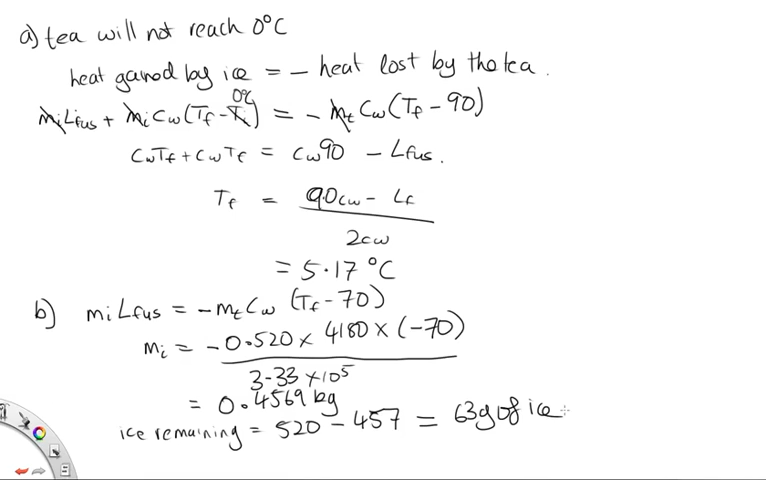 a) tea will not reach 0°C
heat gained by ice = - heat lost by the tea.
0°C
miLfus + miCw(Tf - Ti) = - mtCw(Tf - 90)
CwTf + CwTf = Cw90 - Lfus.
Tf = 90cw - Lf
2cw
= 5.17 °C
b) miLfus = -mtCw (Tf - 70)
mi = -0.520 x 4180 x (-70)
3.33 x10⁵
= 0.4569 kg
ice remaining = 520 - 457 = 63g of ice